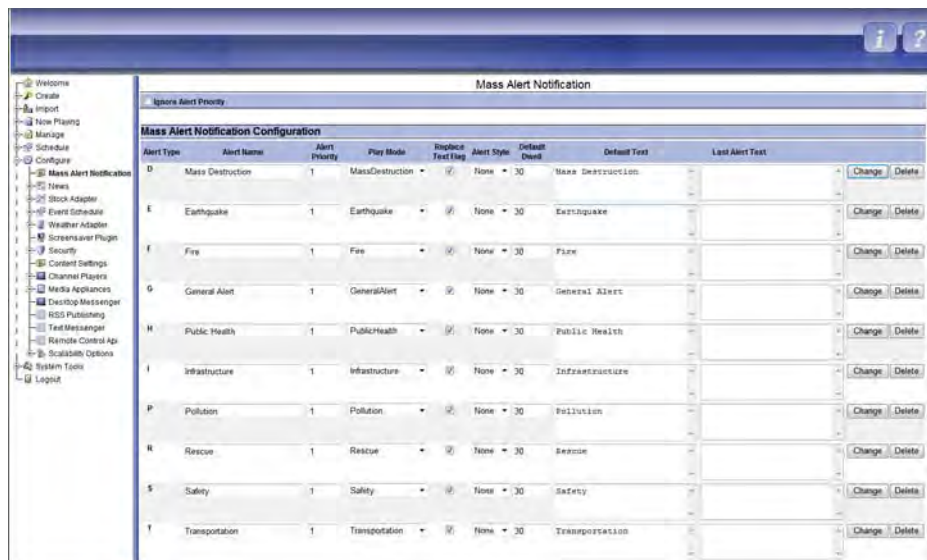 i ?
Welcome
Create
Import
Now Playing
Manage
Schedule
Configure
Mass Alert Notification
News
Stock Adapter
Event Schedule
Weather Adapter
Screensaver Plugin
Security
Content Settings
Channel Players
Media Appliances
Desktop Messenger
RSS Publishing
Text Messenger
Remote Control Api
Scalability Options
System Tools
Logout
Mass Alert Notification
Ignore Alert Priority
Mass Alert Notification Configuration
Alert Type Alert Name Alert Priority Play Mode Replace Text Flag Alert Style Default Dwell Default Text Last Alert Text
D Mass Destruction 1 MassDestruction None 30 Mass Destruction Change Delete
E Earthquake 1 Earthquake None 30 Earthquake Change Delete
F Fire 1 Fire None 30 Fire Change Delete
G General Alert 1 GeneralAlert None 30 General Alert Change Delete
H Public Health 1 PublicHealth None 30 Public Health Change Delete
I Infrastructure 1 Infrastructure None 30 Infrastructure Change Delete
P Pollution 1 Pollution None 30 Pollution Change Delete
R Rescue 1 Rescue None 30 Rescue Change Delete
S Safety 1 Safety None 30 Safety Change Delete
T Transportation 1 Transportation None 30 Transportation Change Delete